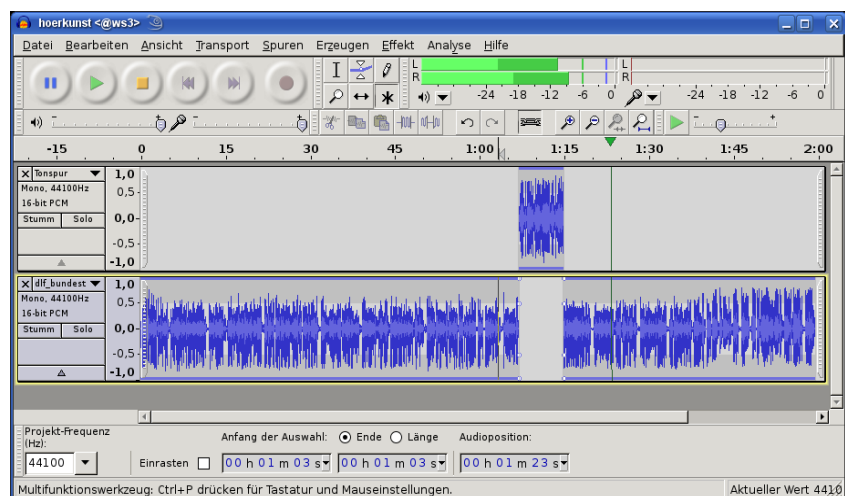 hoerkunst <@ws3>
Datei Bearbeiten Ansicht Transport Spuren Erzeugen Effekt Analyse Hilfe
L
R
-24 -18 -12 -6 0
L
R
-24 -18 -12 -6 0
-15 0 15 30 45 1:00 1:15 1:30 1:45 2:00
X Tonspur
Mono, 44100Hz
16-bit PCM
Stumm Solo
1,0
0,5
0,0
-0,5
-1,0
X dlf_bundest
Mono, 44100Hz
16-bit PCM
Stumm Solo
1,0
0,5
0,0
-0,5
-1,0
Projekt-Frequenz
(Hz):
44100
Anfang der Auswahl: Ende Länge Audioposition:
Einrasten 00 h 01 m 03 s 00 h 01 m 03 s 00 h 01 m 23 s
Multifunktionswerkzeug: Ctrl+P drücken für Tastatur und Mauseinstellungen. Aktueller Wert 4410